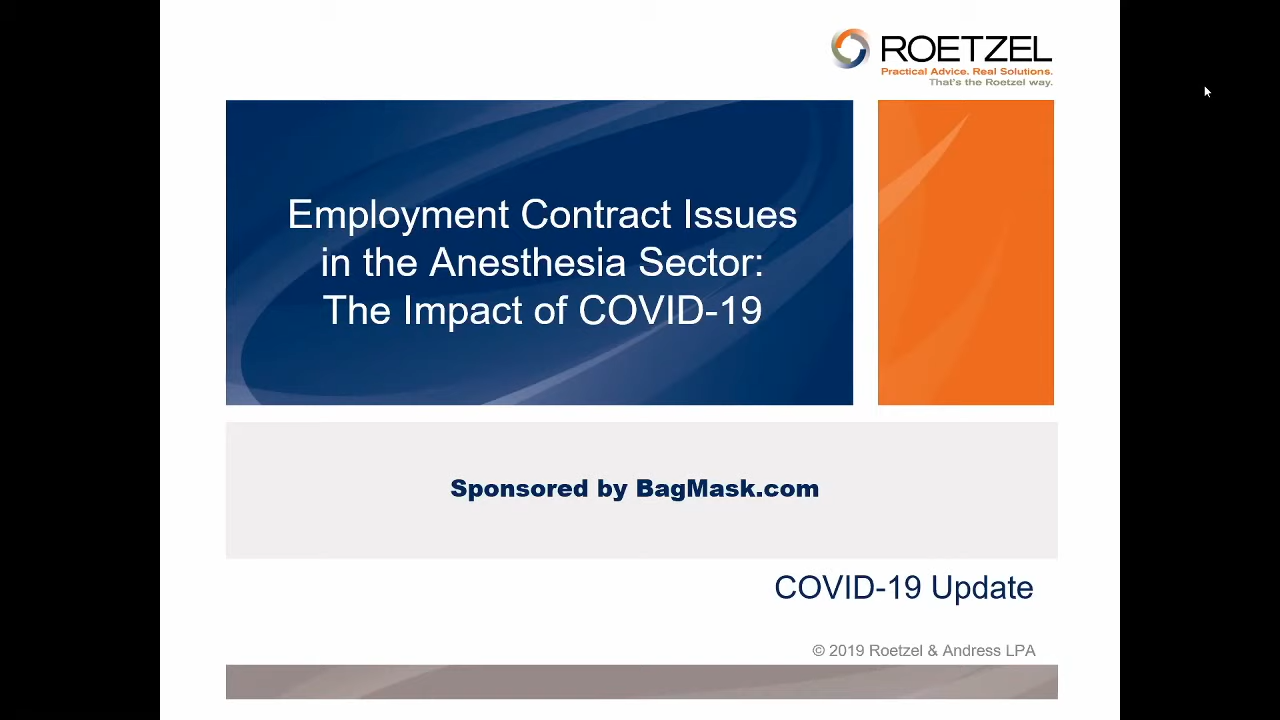 ROETZEL
Practical Advice. Real Solutions.
That's the Roetzel way.
Employment Contract Issues
in the Anesthesia Sector:
The Impact of COVID-19
Sponsored by BagMask.com
COVID-19 Update
© 2019 Roetzel & Andress LPA